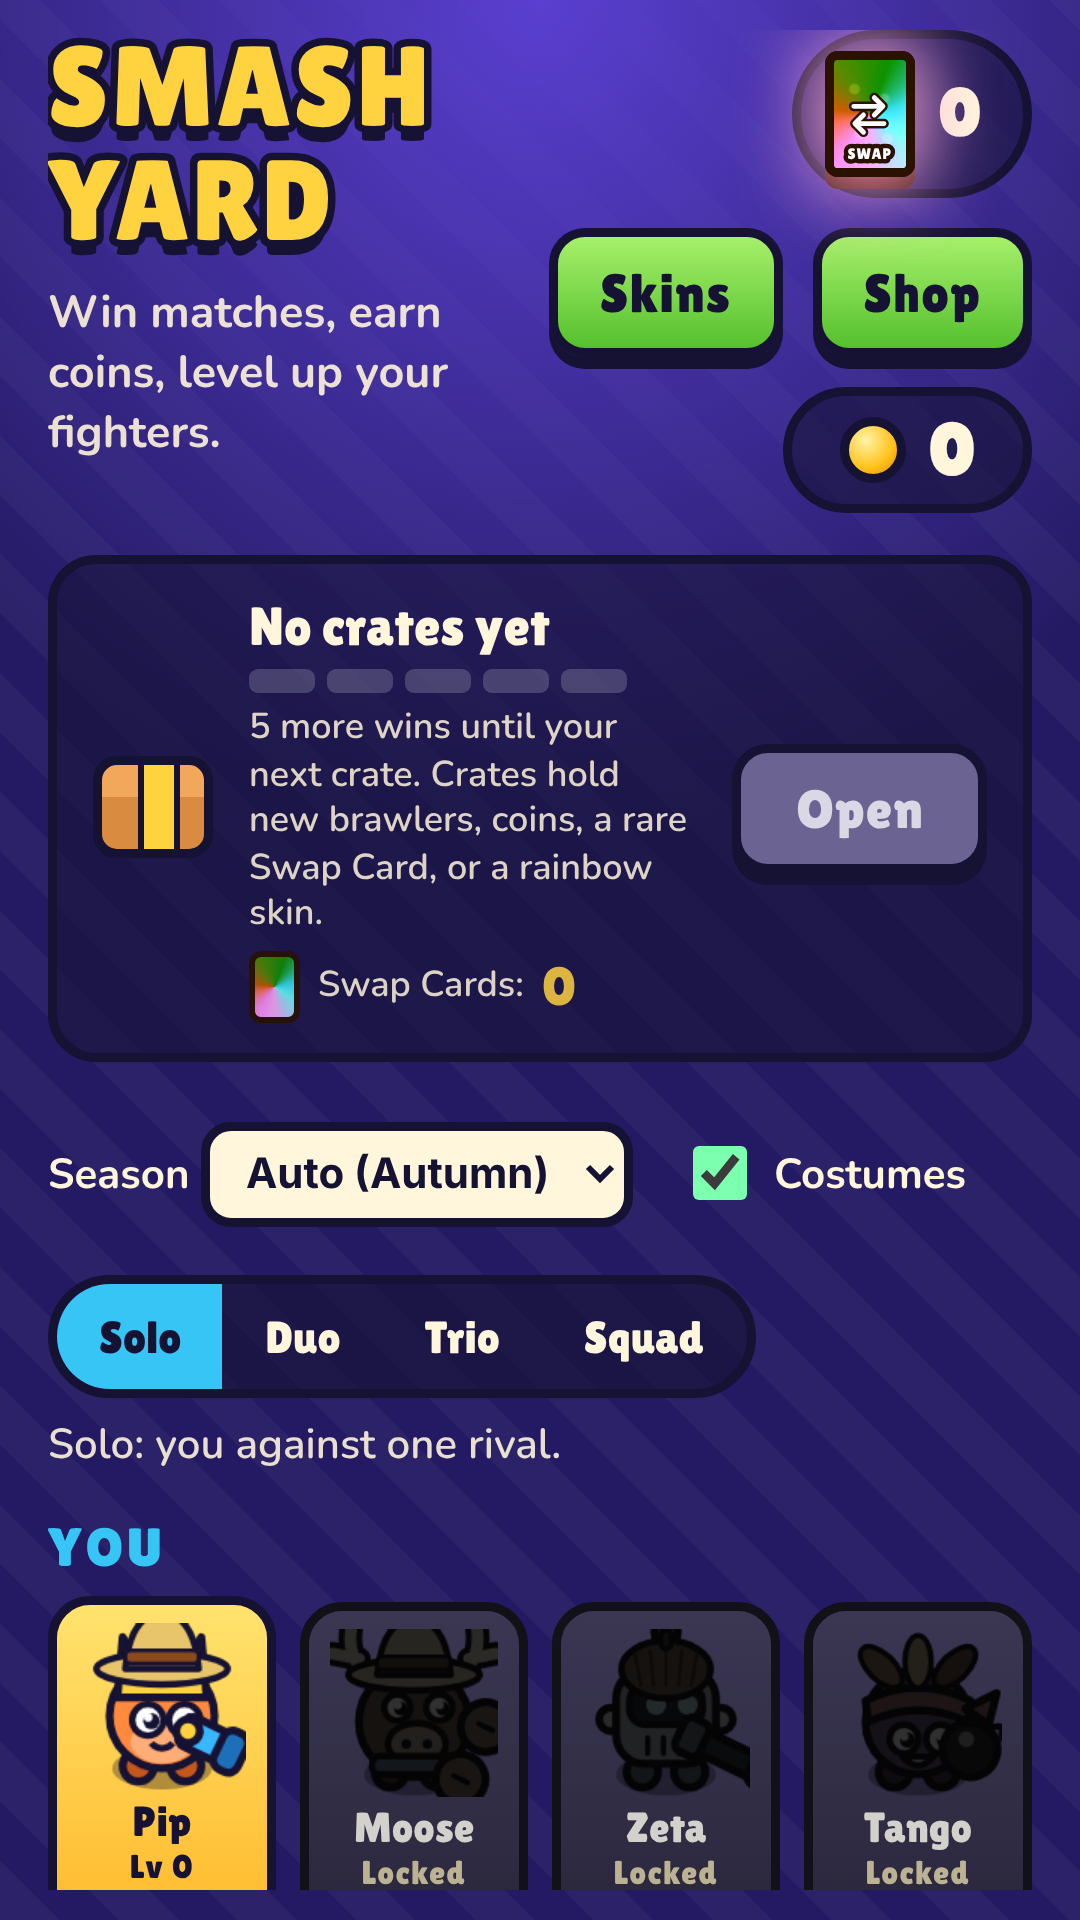 SMASH
YARD
SWAP
0
Win matches, earn
coins, level up your
fighters.
Skins
Shop
0
No crates yet
5 more wins until your
next crate. Crates hold
new brawlers, coins, a rare
Swap Card, or a rainbow
skin.
Swap Cards: 0
Open
Season
Auto (Autumn)
Costumes
Solo
Duo
Trio
Squad
Solo: you against one rival.
YOU
Pip
Lv 0
Moose
Locked
Zeta
Locked
Tango
Locked